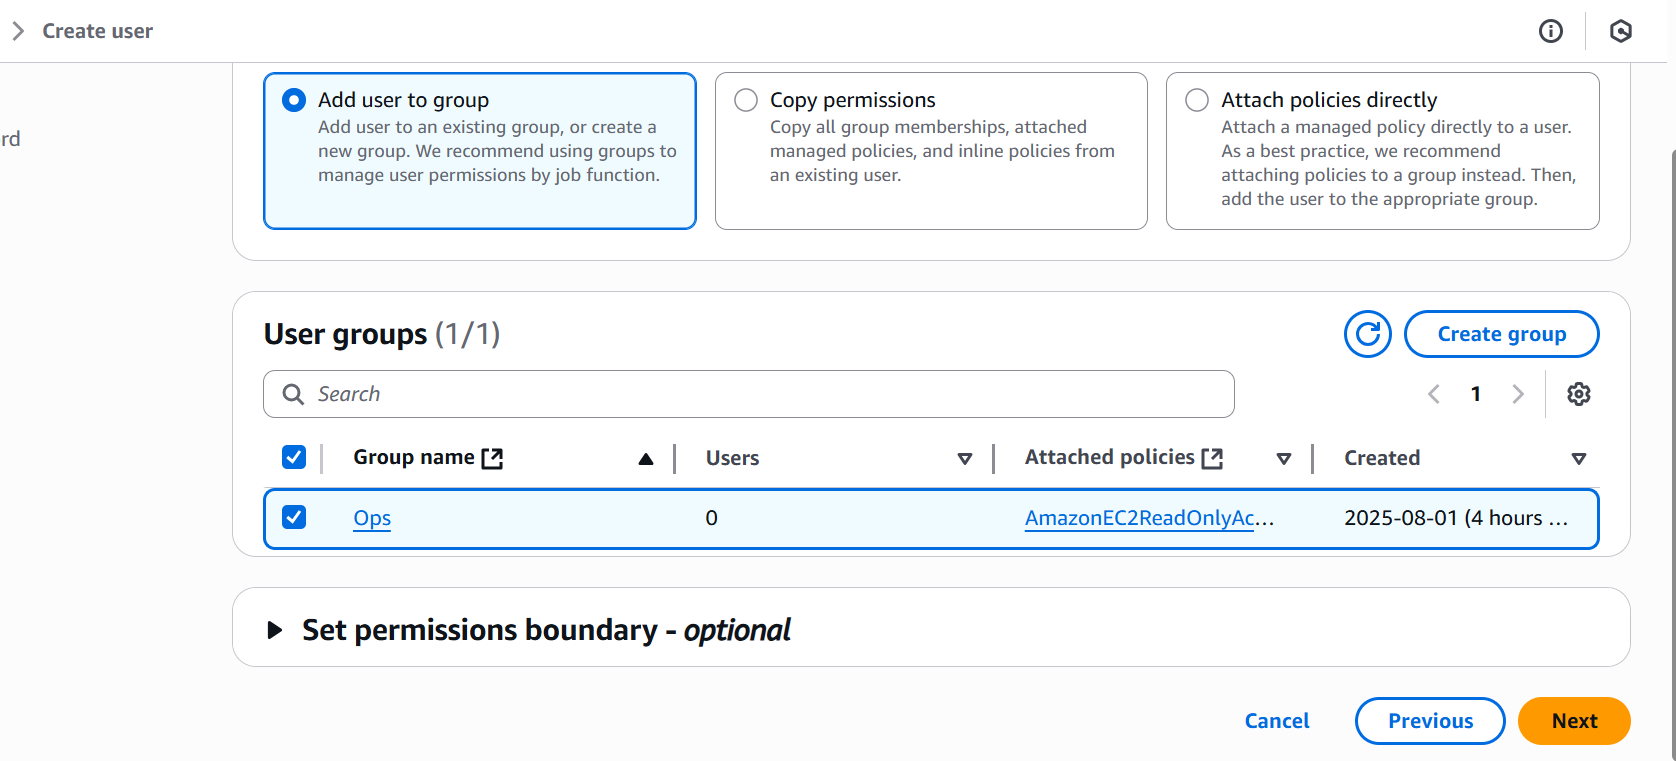 Create user
rd
Add user to group
Add user to an existing group, or create a
new group. We recommend using groups to
manage user permissions by job function.
Copy permissions
Copy all group memberships, attached
managed policies, and inline policies from
an existing user.
Attach policies directly
Attach a managed policy directly to a user.
As a best practice, we recommend
attaching policies to a group instead. Then,
add the user to the appropriate group.
User groups (1/1)
Create group
Search
1
Group name Users Attached policies Created
Ops 0 AmazonEC2ReadOnlyAc... 2025-08-01 (4 hours ...
Set permissions boundary - optional
Cancel Previous Next